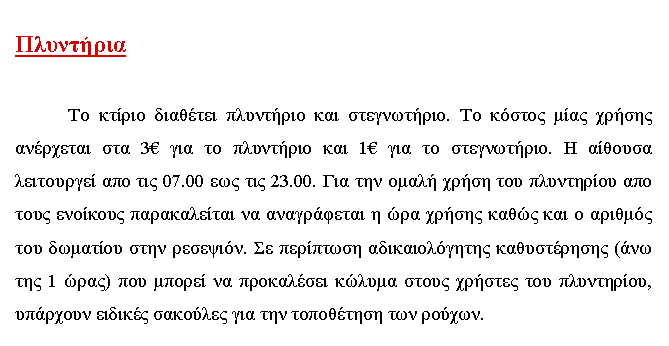 Πλυντήρια
Το κτίριο διαθέτει πλυντήριο και στεγνωτήριο. Το κόστος μίας χρήσης
ανέρχεται στα 3€ για το πλυντήριο και 1€ για το στεγνωτήριο. Η αίθουσα
λειτουργεί απο τις 07.00 εως τις 23.00. Για την ομαλή χρήση του πλυντηρίου απο
τους ενοίκους παρακαλείται να αναγράφεται η ώρα χρήσης καθώς και ο αριθμός
του δωματίου στην ρεσεψιόν. Σε περίπτωση αδικαιολόγητης καθυστέρησης (άνω
της 1 ώρας) που μπορεί να προκαλέσει κώλυμα στους χρήστες του πλυντηρίου,
υπάρχουν ειδικές σακούλες για την τοποθέτηση των ρούχων.